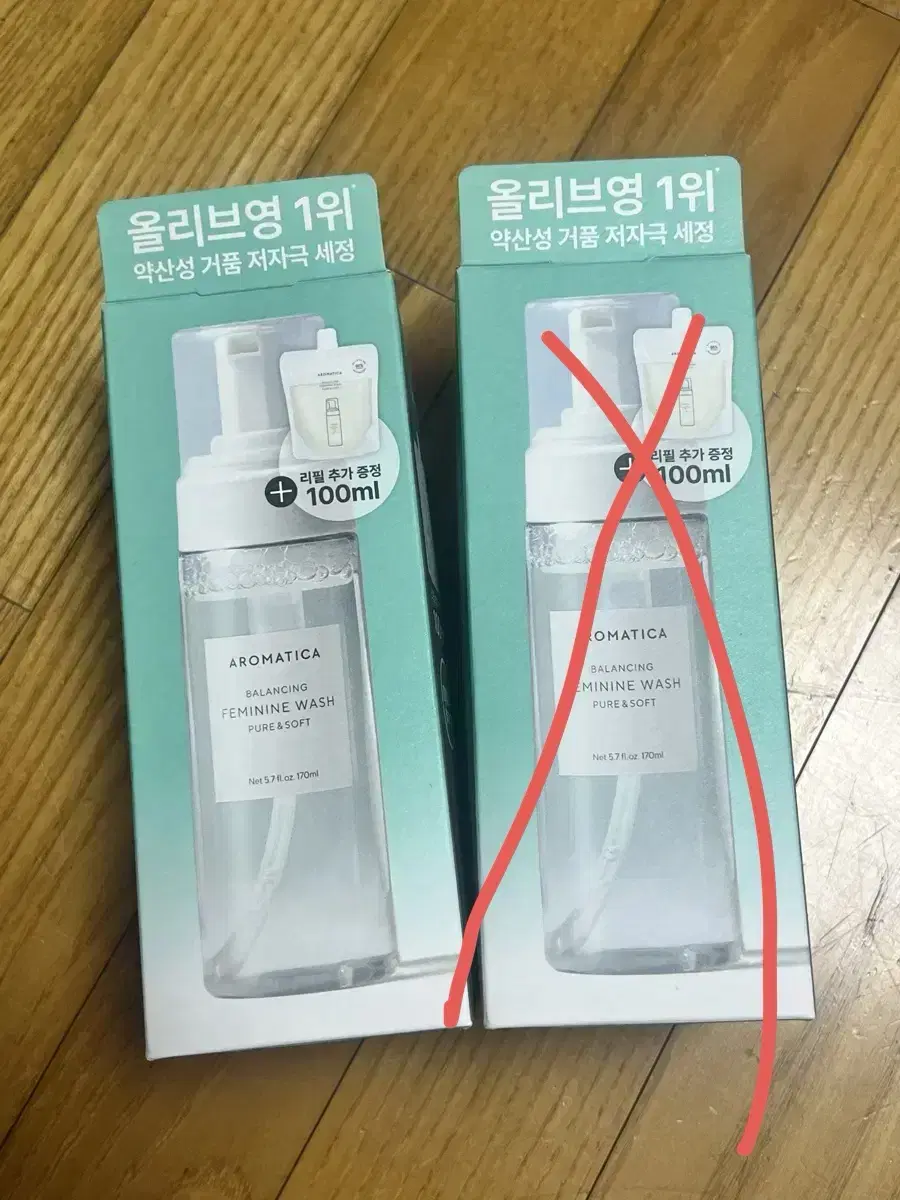 올리브영 1위*
약산성 거품 저자극 세정
AROMATICA
리필 추가 증정
+ 100ml
AROMATICA
BALANCING
FEMININE WASH
PURE & SOFT
Net 5.7 fl.oz. 170ml
올리브영 1위*
약산성 거품 저자극 세정
리필 추가 증정
+ 100ml
AROMATICA
BALANCING
FEMININE WASH
PURE & SOFT
Net 5.7 fl.oz. 170ml